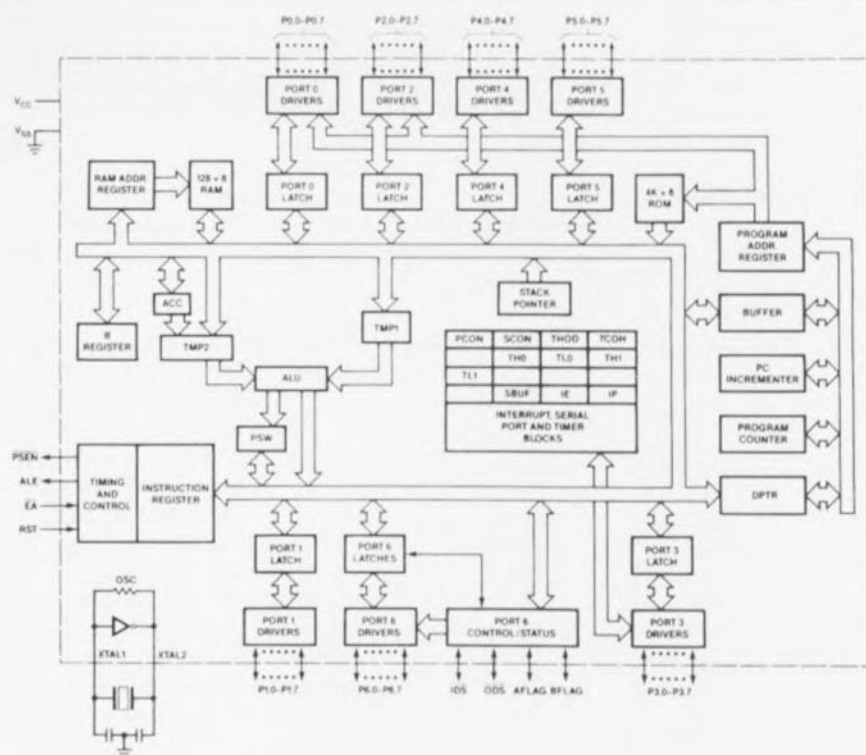 P0.0–P0.7 P2.0–P2.7 P4.0–P4.7 P5.0–P5.7
VCC
VSS
PORT 0 DRIVERS
PORT 2 DRIVERS
PORT 4 DRIVERS
PORT 5 DRIVERS
RAM ADDR REGISTER
128 × 8 RAM
PORT 0 LATCH
PORT 2 LATCH
PORT 4 LATCH
PORT 5 LATCH
4K × 8 ROM
PROGRAM ADDR REGISTER
B REGISTER
ACC
TMP2
TMP1
STACK POINTER
BUFFER
ALU
PCON SCON THOD TCOH
TH0 TL0 TH1
TL1
SBUF IE IP
INTERRUPT, SERIAL PORT AND TIMER BLOCKS
PC INCREMENTER
PSW
PROGRAM COUNTER
PSEN
ALE
EA
RST
TIMING AND CONTROL
INSTRUCTION REGISTER
DPTR
PORT 1 LATCH
PORT 6 LATCHES
PORT 3 LATCH
OSC
XTAL1 XTAL2
PORT 1 DRIVERS
PORT 6 DRIVERS
PORT 6 CONTROL/STATUS
PORT 3 DRIVERS
P1.0–P1.7 P6.0–P6.7 IDS ODS AFLAG BFLAG P3.0–P3.7